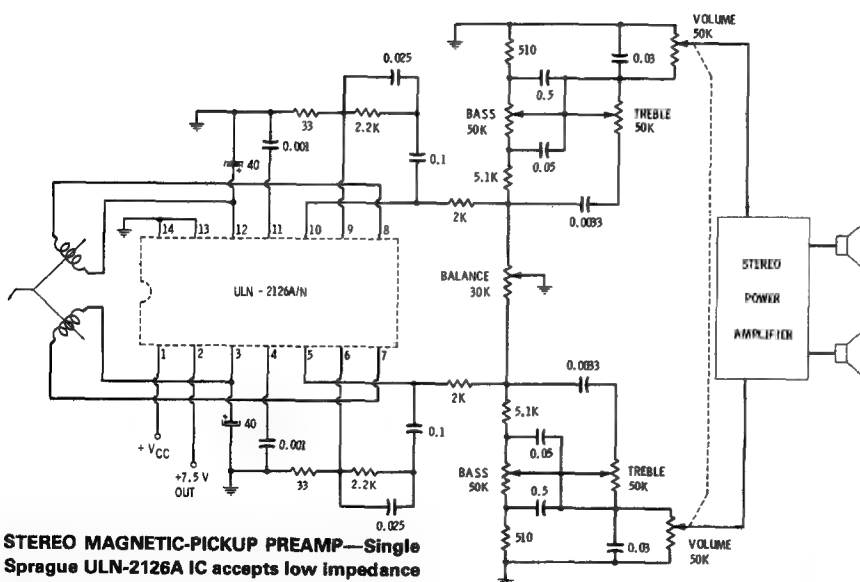 VOLUME
50K
510
0.03
0.025
0.5
BASS
50K
TREBLE
50K
33
2.2K
0.001
0.1
0.05
+
40
5.1K
2K
0.0033
14
13
12
11
10
9
8
ULN - 2126A/N
BALANCE
30K
STEREO
POWER
AMPLIFIER
1
2
3
4
5
6
7
0.0033
2K
5.1K
+
40
0.1
0.05
+ VCC
0.001
+7.5 V
OUT
33
2.2K
BASS
50K
TREBLE
50K
0.5
0.025
510
0.03
VOLUME
50K
STEREO MAGNETIC-PICKUP PREAMP—Single
Sprague ULN-2126A IC accepts low impedance